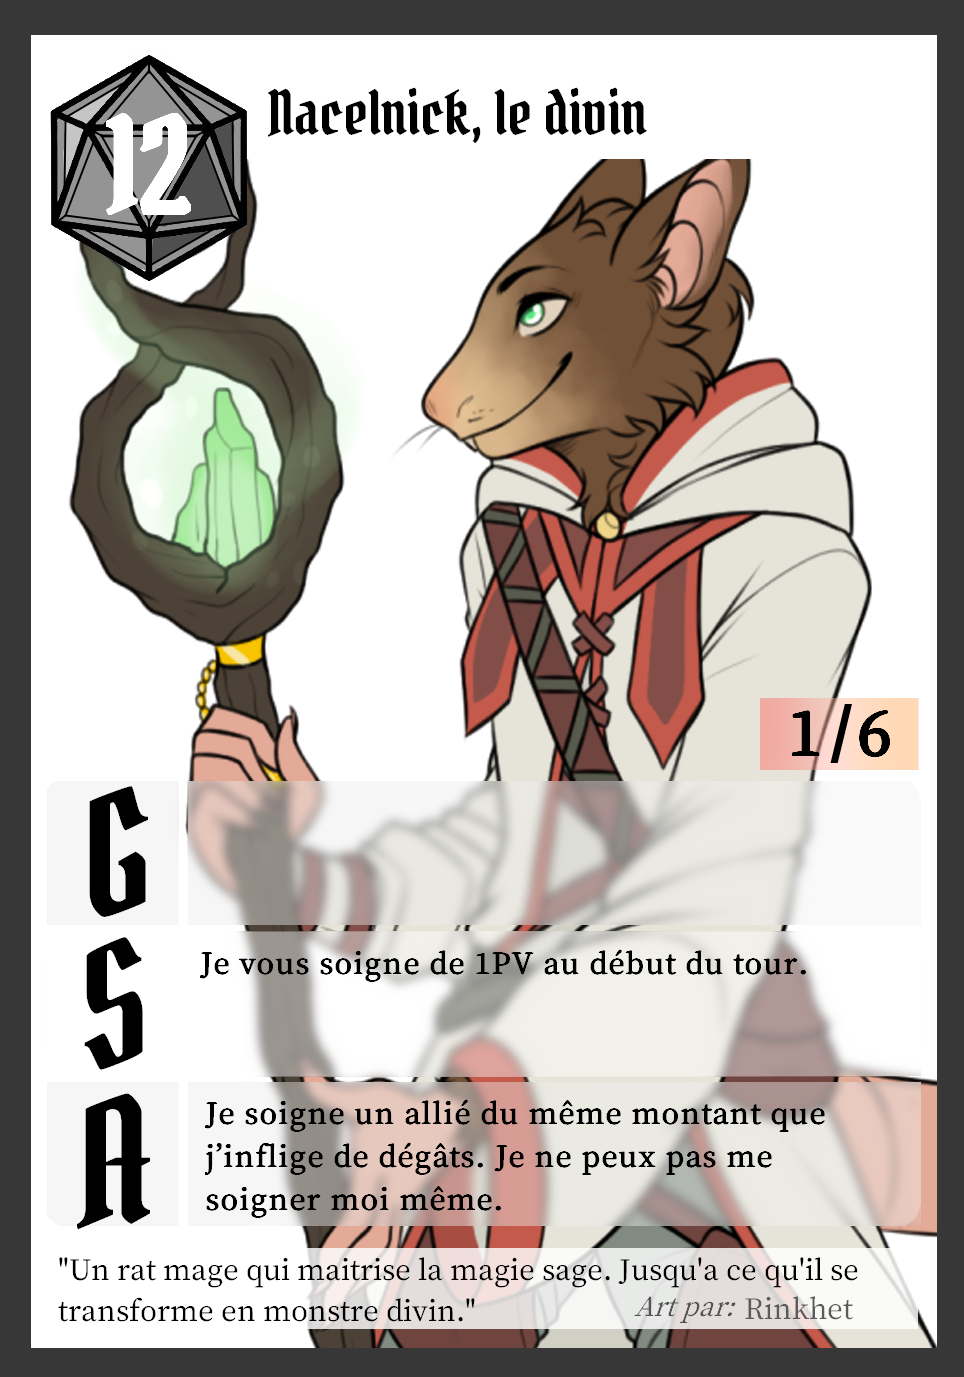 12
Nacelnick, le divin
1/6
G
S
Je vous soigne de 1PV au début du tour.
A
Je soigne un allié du même montant que
j'inflige de dégâts. Je ne peux pas me
soigner moi même.
"Un rat mage qui maitrise la magie sage. Jusqu'a ce qu'il se
transforme en monstre divin."
Art par: Rinkhet